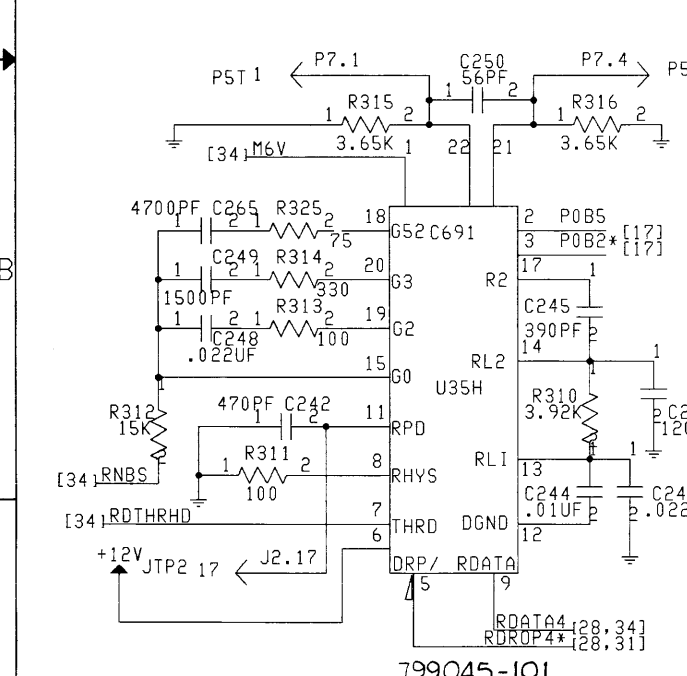 P7.1 C250 P7.4
P5T 1 56PF P5
1 2
R315 R316
1 2 1 2
3.65K 3.65K
[34] M6V 1 22 21
4700PF C265 R325 18 2 P0B5
1 2 1 2 75 G52 C691 [17]
3 P0B2* [17]
C249 R314 20 17
1 2 1 2 330 G3 R2 1
1500PF R313 19 C245
1 2 1 2 100 G2 390PF
C248 2
.022UF 14
15 RL2 1
G0 U35H
1 R310
R312 470PF C242 11 3.92K
15K 1 2 RPD
R311 8 RLI
1 2 RHYS 13 1
[34] RNBS 100
C244
[34] RDTHRHD 7 .01UF 2 2 .022
THRD DGND
6 12
+12V JTP2 17 J2.17
DRP/ RDATA
5 9
RDATA4 [28,34]
RDROP4* [28,31]
799045-101
B